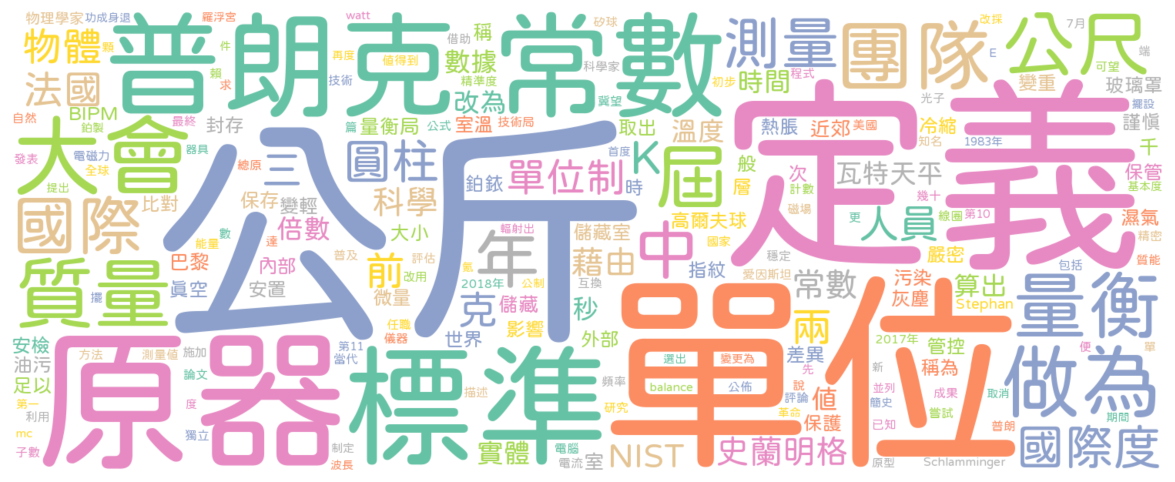 物理學家 功成身退 羅浮宮 watt 改採 7月
物體 普朗克常數 稱 借助 矽球 測量 團隊 公尺
顆 件 值得到 數據 科學家 E 端
法國 賴 求 技術 再度 精準度 初步 時間 程式 可望
BIPM 改為 冀望 光子 變重 玻璃罩
自然 鉑製 最終 封存 篇 量衡局 公式 室溫 技術局 取出 溫度 熱脹 近郊 美國 冷縮 知名 1983年 擺設 謹慎
大會 器具 公斤 首度 定義 千
發表 電磁力 總原 三 圓柱 鉑銥 單位制 K 屆 般 次 瓦特天平 保管
全球 時 層 計數 幾十 基本度
提出 保存 變輕 科學 高爾夫球 磁場 更 人員 線圈 第10 濕氣
國際 比對 倍數 大小 輻射出 儲藏室 中 國家 嚴密 精密
能量 數 達 年 穩定
質量 巴黎 內部 普及 評估 前 氪 藉由 指紋 愛因斯坦 質能
真空 安置 微量 改用 公制 2018年 互換 常數 污染 算出 包括
擺 克 儲藏 秒 單位 兩 灰塵 Stephan 量衡
任職 儀器 世界 影響 外部
安檢 原器 第11 當代 標準 差異 2017年 管控 便 單
油污 方法 測量值 施加 選出 變更為 先 稱為 新 做為
足以 論文 描述 頻率 balance 公佈 說 評論 值 並列 成果 取消
第一 利用 度 獨立 研究 革命 保護 簡史 嘗試 期間
mc 子數 制定 波長 實體 電腦 電流 室 NIST 史蘭明格 已知 原型 普朗 Schlamminger 國際度